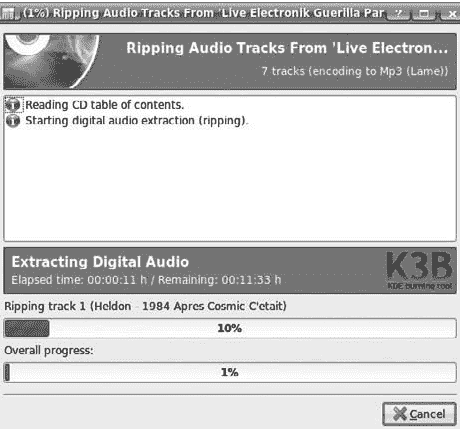 (1%) Ripping Audio Tracks From 'Live Electronik Guerilla Par
Ripping Audio Tracks From 'Live Electron...
7 tracks (encoding to Mp3 (Lame))
Reading CD table of contents.
Starting digital audio extraction (ripping).
Extracting Digital Audio
Elapsed time: 00:00:11 h / Remaining: 00:11:33 h
K3B
KDE burning tool
Ripping track 1 (Heldon - 1984 Apres Cosmic C'etait)
10%
Overall progress:
1%
Cancel